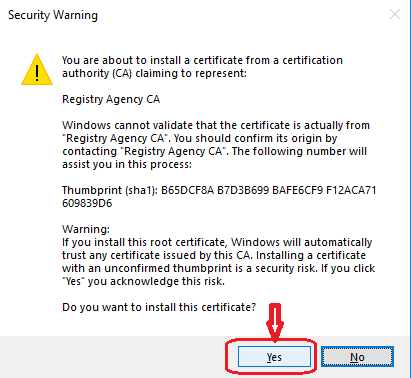 Security Warning
You are about to install a certificate from a certification
authority (CA) claiming to represent:
Registry Agency CA
Windows cannot validate that the certificate is actually from
"Registry Agency CA". You should confirm its origin by
contacting "Registry Agency CA". The following number will
assist you in this process:
Thumbprint (sha1): B65DCF8A B7D3B699 BAFE6CF9 F12ACA71
609839D6
Warning:
If you install this root certificate, Windows will automatically
trust any certificate issued by this CA. Installing a certificate
with an unconfirmed thumbprint is a security risk. If you click
"Yes" you acknowledge this risk.
Do you want to install this certificate?
Yes
No